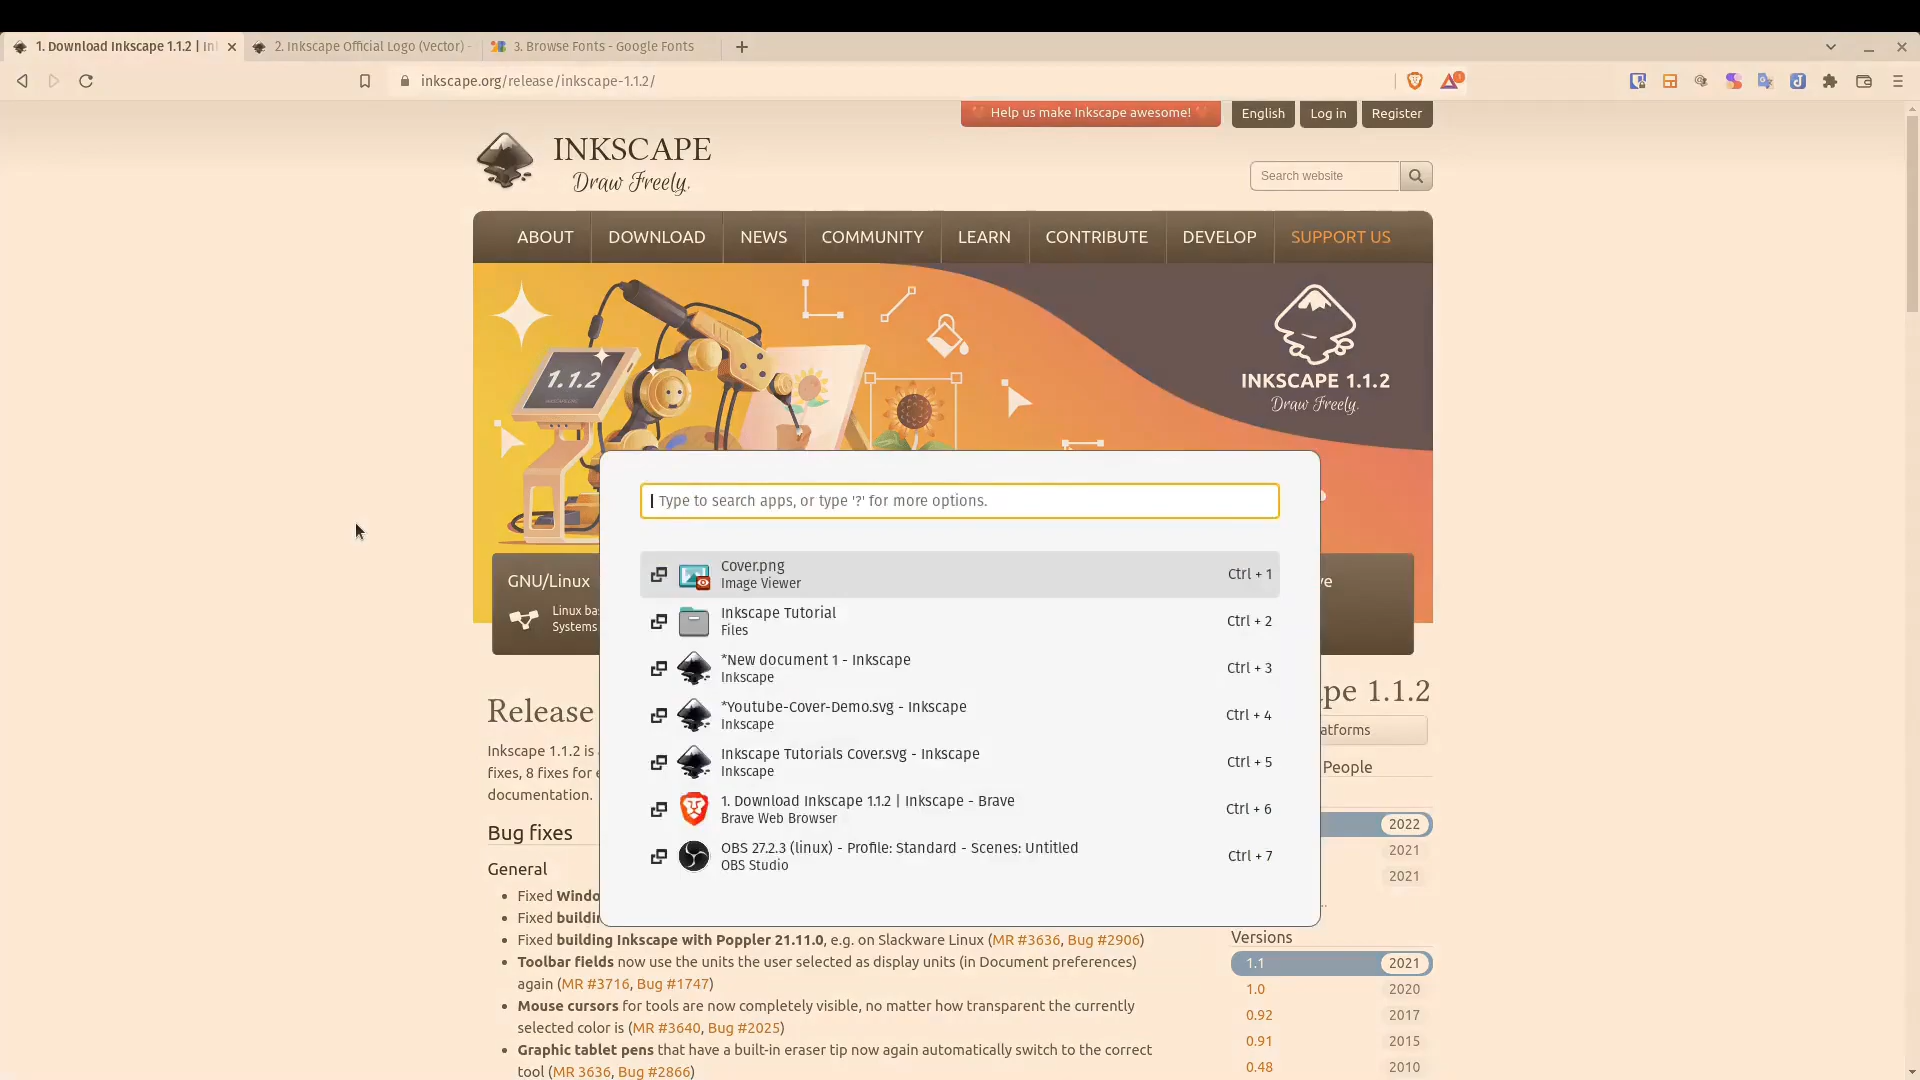 1. Download Inkscape 1.1.2 | In
2. Inkscape Official Logo (Vector) -
3. Browse Fonts - Google Fonts
inkscape.org/release/inkscape-1.1.2/
Help us make Inkscape awesome!
English
Log in
Register
INKSCAPE
Draw Freely.
Search website
ABOUT
DOWNLOAD
NEWS
COMMUNITY
LEARN
CONTRIBUTE
DEVELOP
SUPPORT US
1.1.2
INKSCAPE 1.1.2
Draw Freely.
Type to search apps, or type '?' for more options.
Cover.png
Image Viewer
Ctrl + 1
Inkscape Tutorial
Files
Ctrl + 2
*New document 1 - Inkscape
Inkscape
Ctrl + 3
*Youtube-Cover-Demo.svg - Inkscape
Inkscape
Ctrl + 4
Inkscape Tutorials Cover.svg - Inkscape
Inkscape
Ctrl + 5
1. Download Inkscape 1.1.2 | Inkscape - Brave
Brave Web Browser
Ctrl + 6
OBS 27.2.3 (linux) - Profile: Standard - Scenes: Untitled
OBS Studio
Ctrl + 7
GNU/Linux
Linux ba
Systems
ve
Release
Inkscape 1.1.2 is
fixes, 8 fixes for e
documentation.
Bug fixes
General
• Fixed Windo
• Fixed buildin
• Fixed building Inkscape with Poppler 21.11.0, e.g. on Slackware Linux (MR #3636, Bug #2906)
• Toolbar fields now use the units the user selected as display units (in Document preferences)
again (MR #3716, Bug #1747)
• Mouse cursors for tools are now completely visible, no matter how transparent the currently
selected color is (MR #3640, Bug #2025)
• Graphic tablet pens that have a built-in eraser tip now again automatically switch to the correct
tool (MR 3636, Bug #2866)
pe 1.1.2
atforms
People
2022
2021
2021
Versions
1.1 2021
1.0 2020
0.92 2017
0.91 2015
0.48 2010